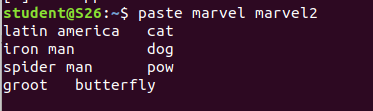 student@S26:~$ paste marvel marvel2
latin america   cat
iron man        dog
spider man      pow
groot   butterfly